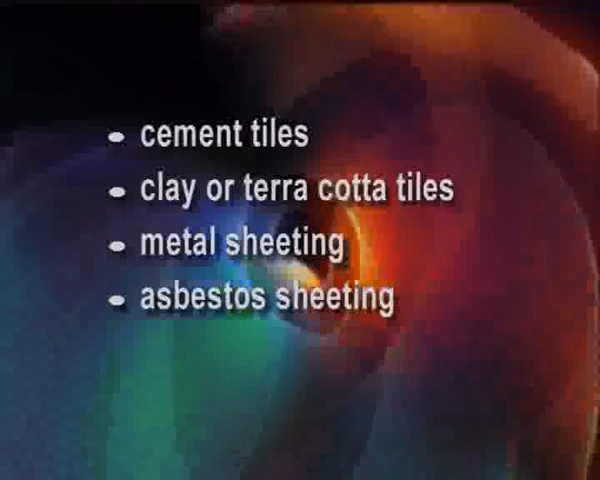 • cement tiles
• clay or terra cotta tiles
• metal sheeting
• asbestos sheeting